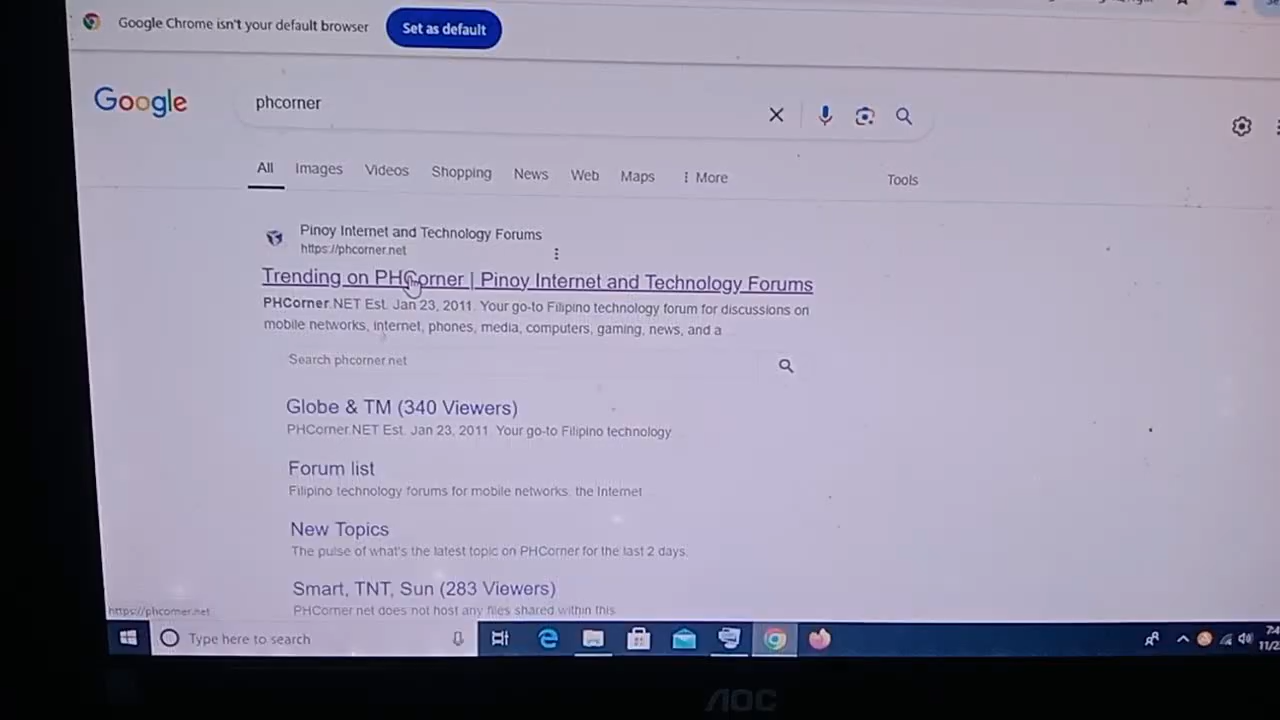 Google Chrome isn't your default browser Set as default
Google phcorner
All Images Videos Shopping News Web Maps More Tools
Pinoy Internet and Technology Forums
https://phcorner.net
Trending on PHCorner | Pinoy Internet and Technology Forums
PHCorner.NET Est. Jan 23, 2011. Your go-to Filipino technology forum for discussions on
mobile networks, internet, phones, media, computers, gaming, news, and a
Search phcorner.net
Globe & TM (340 Viewers)
PHCorner.NET Est. Jan 23, 2011. Your go-to Filipino technology
Forum list
Filipino technology forums for mobile networks, the Internet
New Topics
The pulse of what's the latest topic on PHCorner for the last 2 days.
Smart, TNT, Sun (283 Viewers)
PHCorner.net does not host any files shared within this
https://phcorner.net
Type here to search
AOC